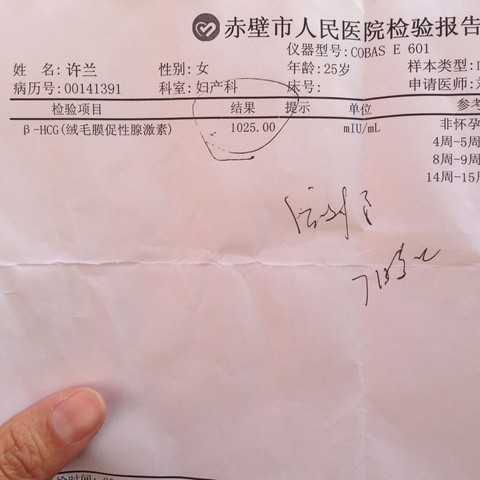 赤壁市人民医院检验报告
仪器型号:COBAS E 601
姓 名:许兰 性别:女 年龄:25岁 样本类型:
病历号:00141391 科室:妇产科 床号: 申请医师:
检验项目 结果 提示 单位 参考
β-HCG(绒毛膜促性腺激素) 1025.00 mIU/mL 非怀孕
4周-5周
8周-9周
14周-15周